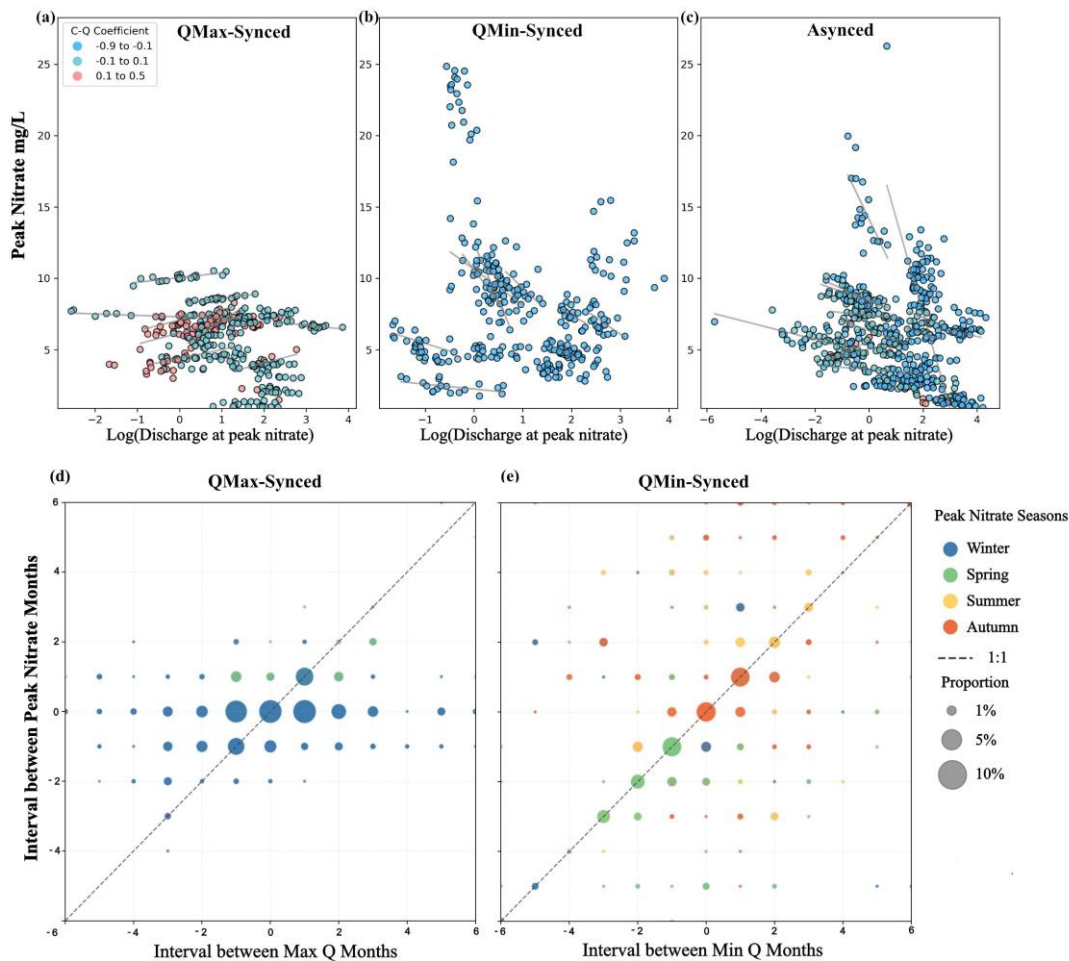 (a)
C-Q Coefficient
-0.9 to -0.1
-0.1 to 0.1
0.1 to 0.5
QMax-Synced
(b)
QMin-Synced
(c)
Asynced
Peak Nitrate mg/L
25
20
15
10
5
-2 -1 0 1 2 3 4
Log(Discharge at peak nitrate)
25
20
15
10
5
-1 0 1 2 3 4
Log(Discharge at peak nitrate)
25
20
15
10
5
-6 -4 -2 0 2 4
Log(Discharge at peak nitrate)
(d)
QMax-Synced
Interval between Peak Nitrate Months
6
4
2
0
-2
-4
-6 -4 -2 0 2 4 6
Interval between Max Q Months
(e)
QMin-Synced
-6 -4 -2 0 2 4 6
Interval between Min Q Months
Peak Nitrate Seasons
Winter
Spring
Summer
Autumn
1:1
Proportion
1%
5%
10%